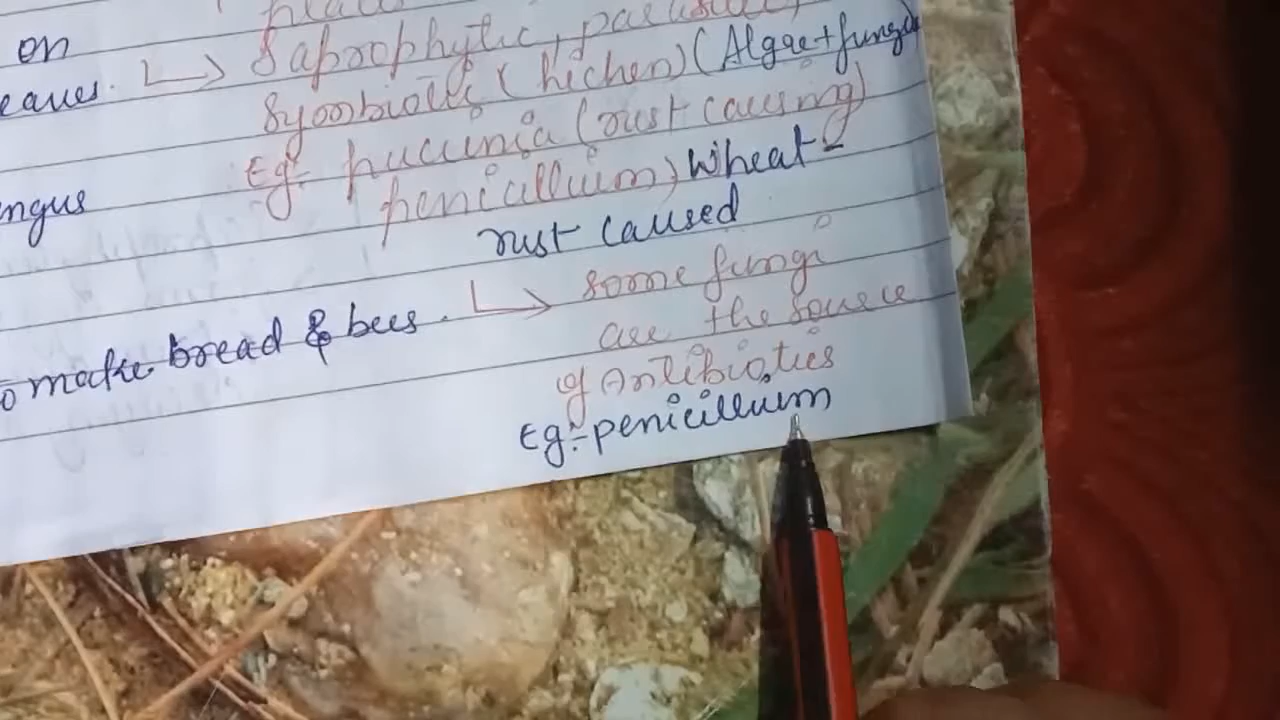 on
eaves. ↳ Saprophytic, parasitic,
Symbiotic (hichen) (Algae+fungi
Eg:- puccinia (rust causing)
ngus penicillium) Wheat-
rust caused
↳ some fungi
o make bread & bees. are the source
of Antibiotics
Eg:- penicillium